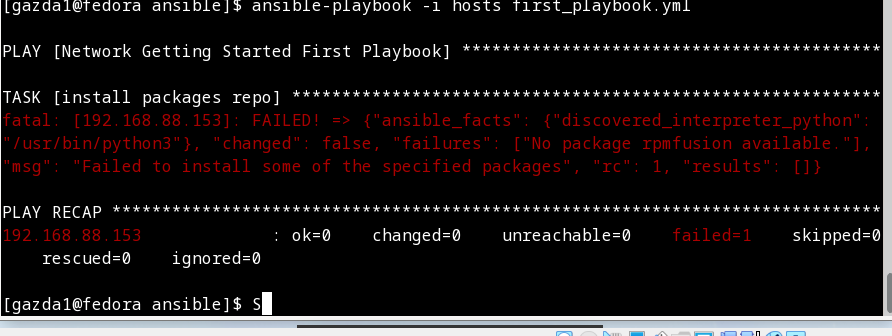 [gazda1@fedora ansible]$ ansible-playbook -i hosts first_playbook.yml
PLAY [Network Getting Started First Playbook] ******************************************
TASK [install packages repo] ***********************************************************
fatal: [192.168.88.153]: FAILED! => {"ansible_facts": {"discovered_interpreter_python":
"/usr/bin/python3"}, "changed": false, "failures": ["No package rpmfusion available."],
"msg": "Failed to install some of the specified packages", "rc": 1, "results": []}
PLAY RECAP *****************************************************************************
192.168.88.153             : ok=0    changed=0    unreachable=0    failed=1    skipped=0
    rescued=0    ignored=0
[gazda1@fedora ansible]$ S